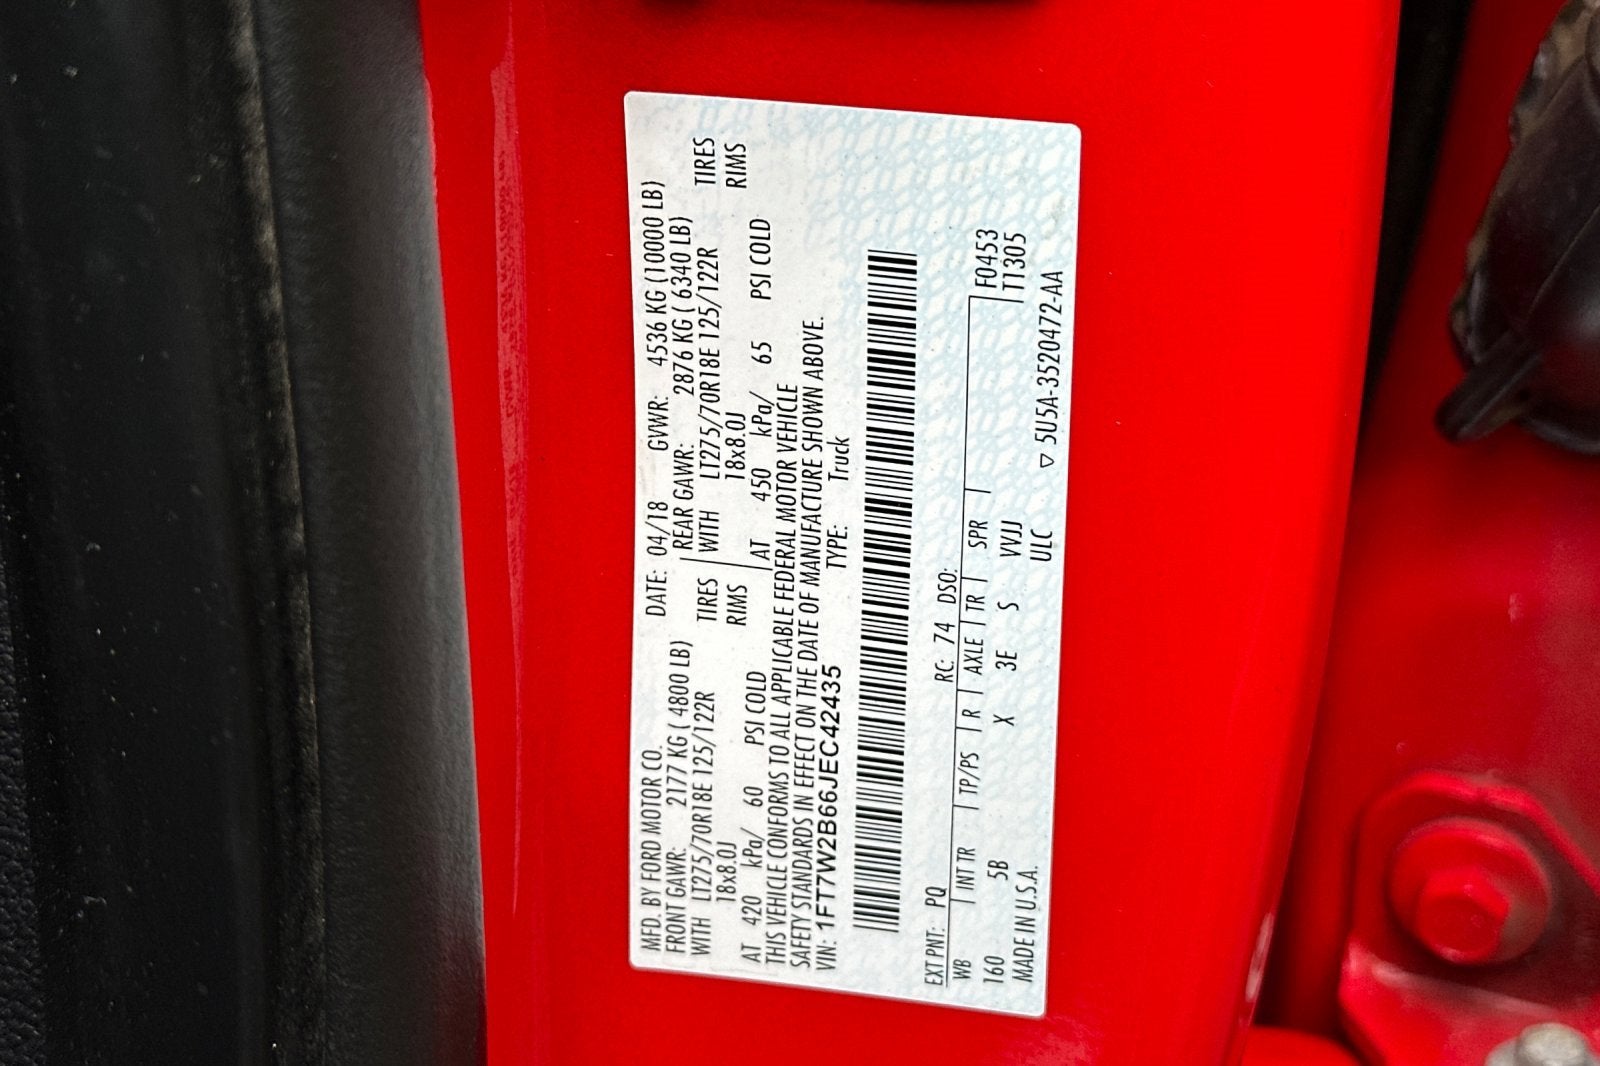 MFD. BY FORD MOTOR CO. DATE: 04/18 GVWR: 4536 KG (10000 LB)
FRONT GAWR: 2177 KG ( 4800 LB) REAR GAWR: 2876 KG ( 6340 LB)
WITH LT275/70R18E 125/122R TIRES WITH LT275/70R18E 125/122R TIRES
18x8.0J RIMS 18x8.0J RIMS
AT 420 kPa/ 60 PSI COLD AT 450 kPa/ 65 PSI COLD
THIS VEHICLE CONFORMS TO ALL APPLICABLE FEDERAL MOTOR VEHICLE
SAFETY STANDARDS IN EFFECT ON THE DATE OF MANUFACTURE SHOWN ABOVE.
VIN: 1FT7W2B66JEC42435 TYPE: Truck
EXT PNT: PQ RC: 74 DSO:
WB INT TR TP/PS R AXLE TR SPR F0453
160 5B X 3E S VVJJ T1305
MADE IN U.S.A. ULC ▽ 5U5A-3520472-AA